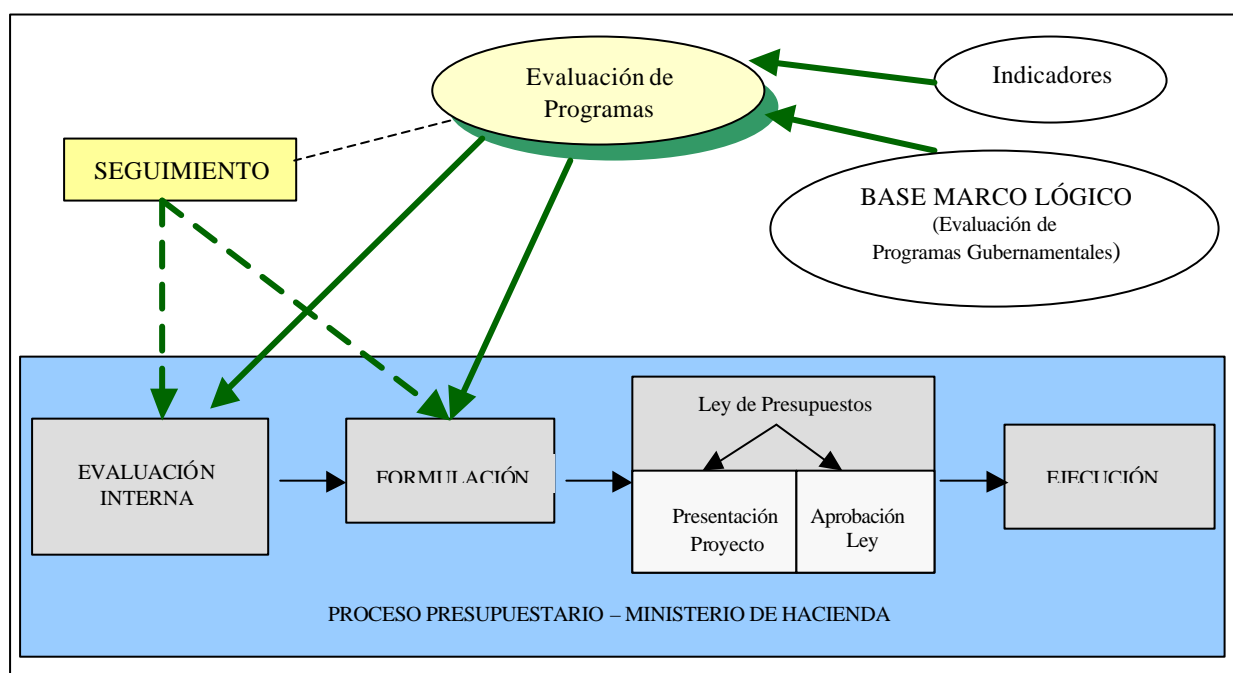 Evaluación de
Programas
Indicadores
SEGUIMIENTO
BASE MARCO LÓGICO
(Evaluación de
Programas Gubernamentales)
EVALUACIÓN
INTERNA
FORMULACIÓN
Ley de Presupuestos
Presentación
Proyecto
Aprobación
Ley
EJECUCIÓN
PROCESO PRESUPUESTARIO – MINISTERIO DE HACIENDA